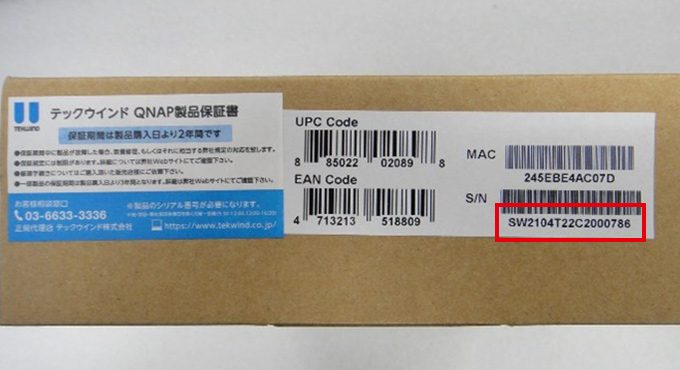 TEKWIND
テックウインド QNAP製品保証書
保証期間は製品購入日より2年間です
お客様相談窓口
03-6633-3336
正規代理店 テックウインド株式会社
※製品のシリアル番号が必要になります。
https://www.tekwind.co.jp/
UPC Code
8 85022 02089 8
EAN Code
4 713213 518809
MAC
245EBE4AC07D
S/N
SW2104T22C2000786